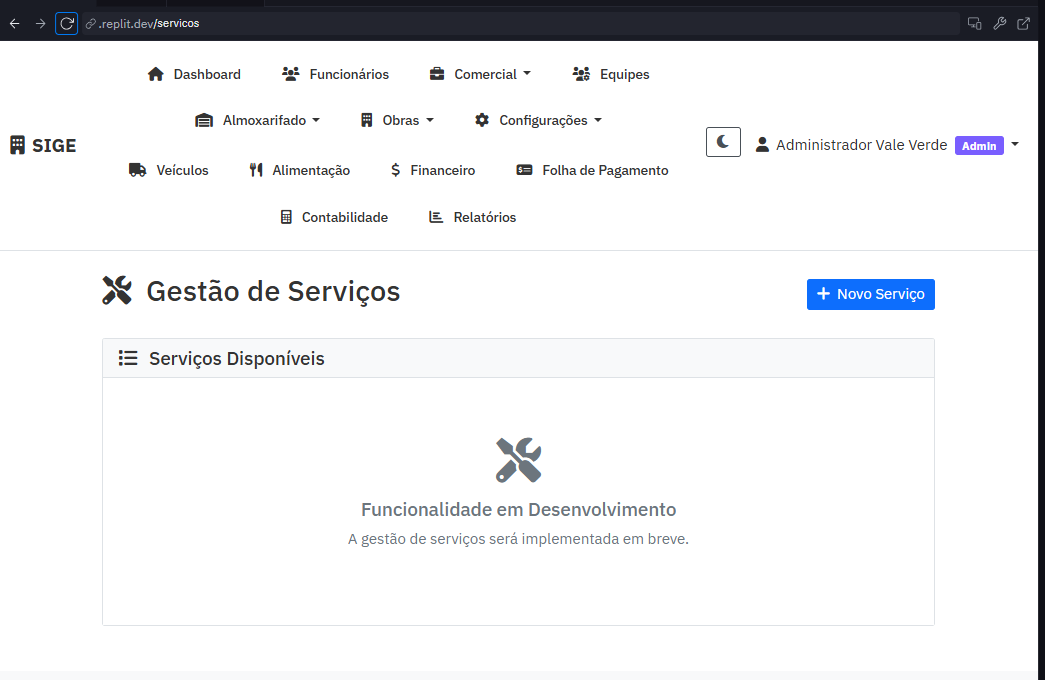 .replit.dev/servicos
Dashboard Funcionários Comercial Equipes
Almoxarifado Obras Configurações
SIGE
Administrador Vale Verde Admin
Veículos Alimentação $ Financeiro Folha de Pagamento
Contabilidade Relatórios
Gestão de Serviços
+ Novo Serviço
Serviços Disponíveis
Funcionalidade em Desenvolvimento
A gestão de serviços será implementada em breve.